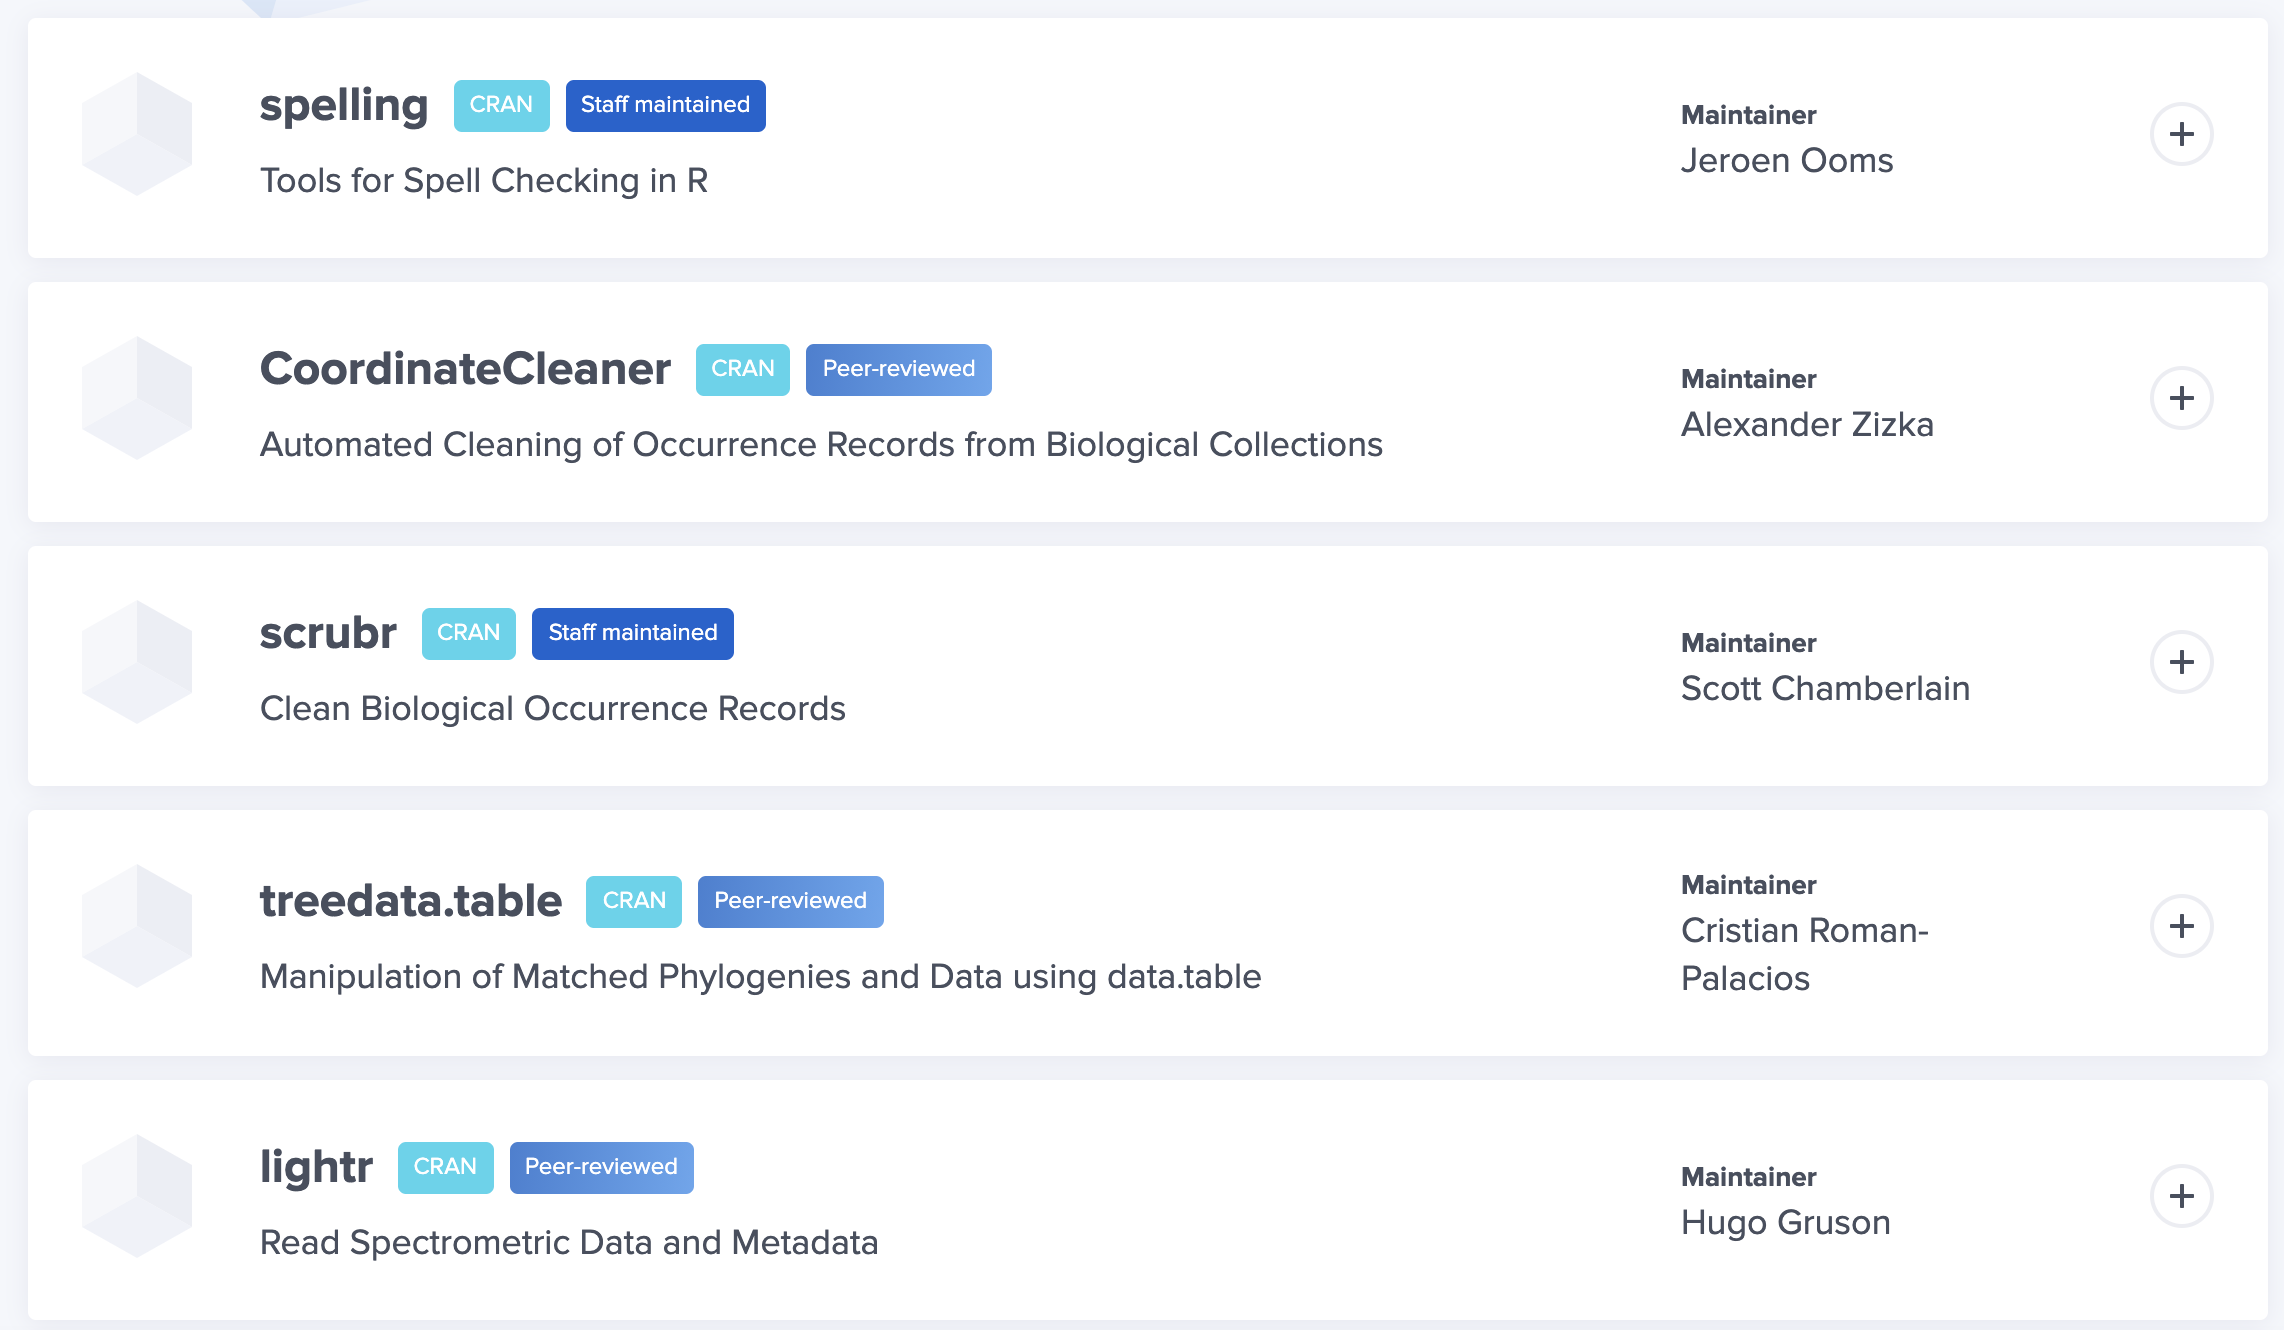 spelling CRAN Staff maintained
Tools for Spell Checking in R
Maintainer
Jeroen Ooms
+
CoordinateCleaner CRAN Peer-reviewed
Automated Cleaning of Occurrence Records from Biological Collections
Maintainer
Alexander Zizka
+
scrubr CRAN Staff maintained
Clean Biological Occurrence Records
Maintainer
Scott Chamberlain
+
treedata.table CRAN Peer-reviewed
Manipulation of Matched Phylogenies and Data using data.table
Maintainer
Cristian Roman-
Palacios
+
lightr CRAN Peer-reviewed
Read Spectrometric Data and Metadata
Maintainer
Hugo Gruson
+